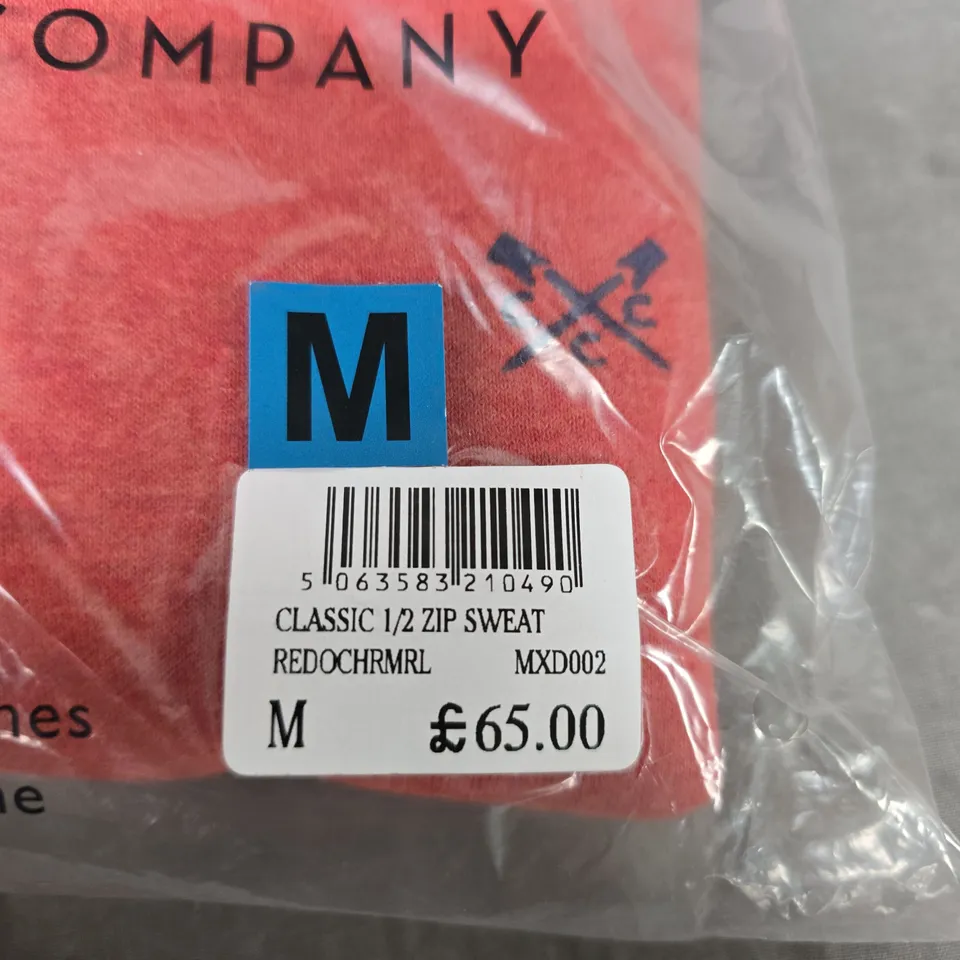 COMPANY
C C
C
M
5 063583 210490
CLASSIC 1/2 ZIP SWEAT
REDOCHRMRL MXD002
M £65.00